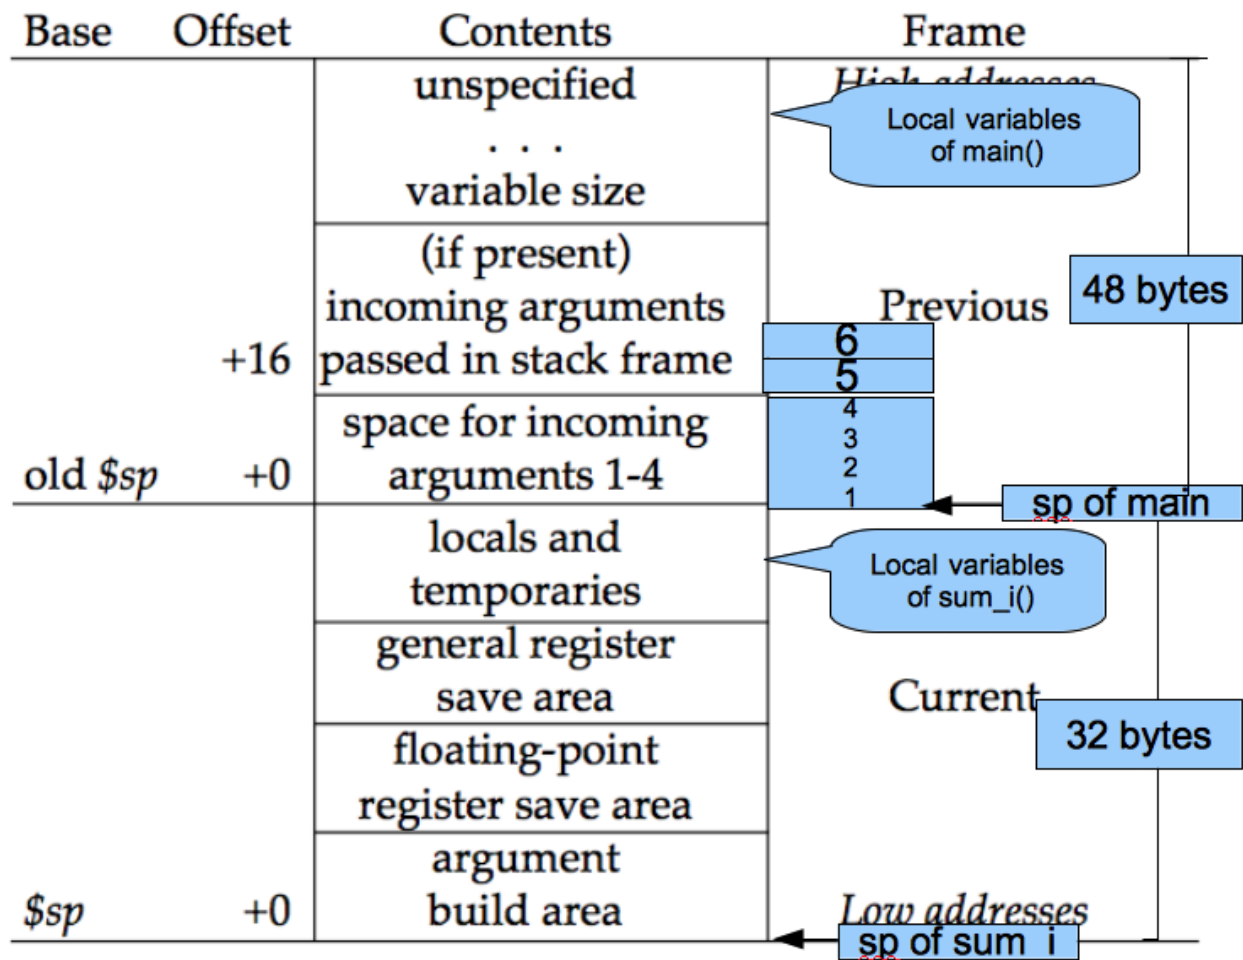 Base Offset Contents Frame
unspecified High addresses
Local variables
of main()
. . .
variable size
(if present)
incoming arguments Previous 48 bytes
6
+16 passed in stack frame
5
space for incoming 4
3
old $sp +0 arguments 1-4 2
1
sp of main
locals and
temporaries
Local variables
of sum_i()
general register
save area Current
floating-point 32 bytes
register save area
argument
$sp +0 build area Low addresses
sp of sum_i